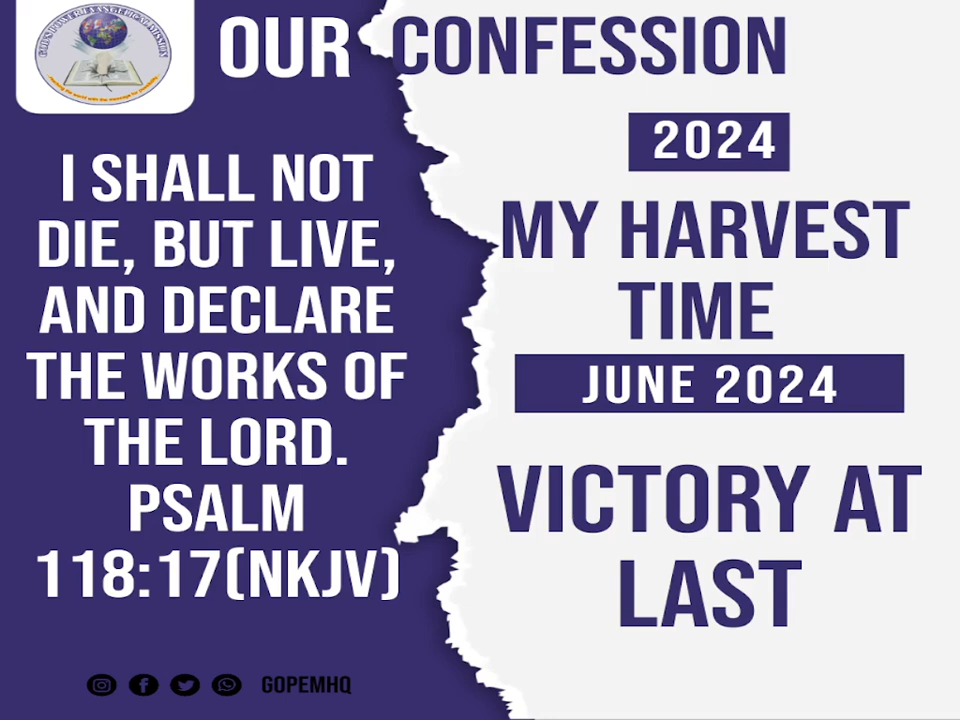 OUR CONFESSION
I SHALL NOT
DIE, BUT LIVE,
AND DECLARE
THE WORKS OF
THE LORD.
PSALM
118:17(NKJV)
2024
MY HARVEST
TIME
JUNE 2024
VICTORY AT
LAST
GOPEMHQ